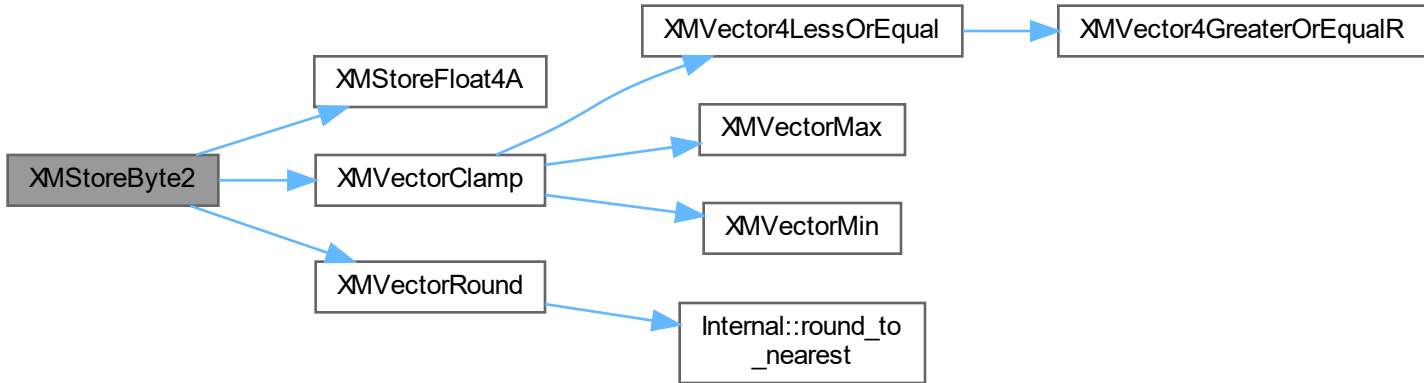 XMVector4LessOrEqual
XMVector4GreaterOrEqualR
XMStoreFloat4A
XMVectorMax
XMStoreByte2
XMVectorClamp
XMVectorMin
XMVectorRound
Internal::round_to
_nearest